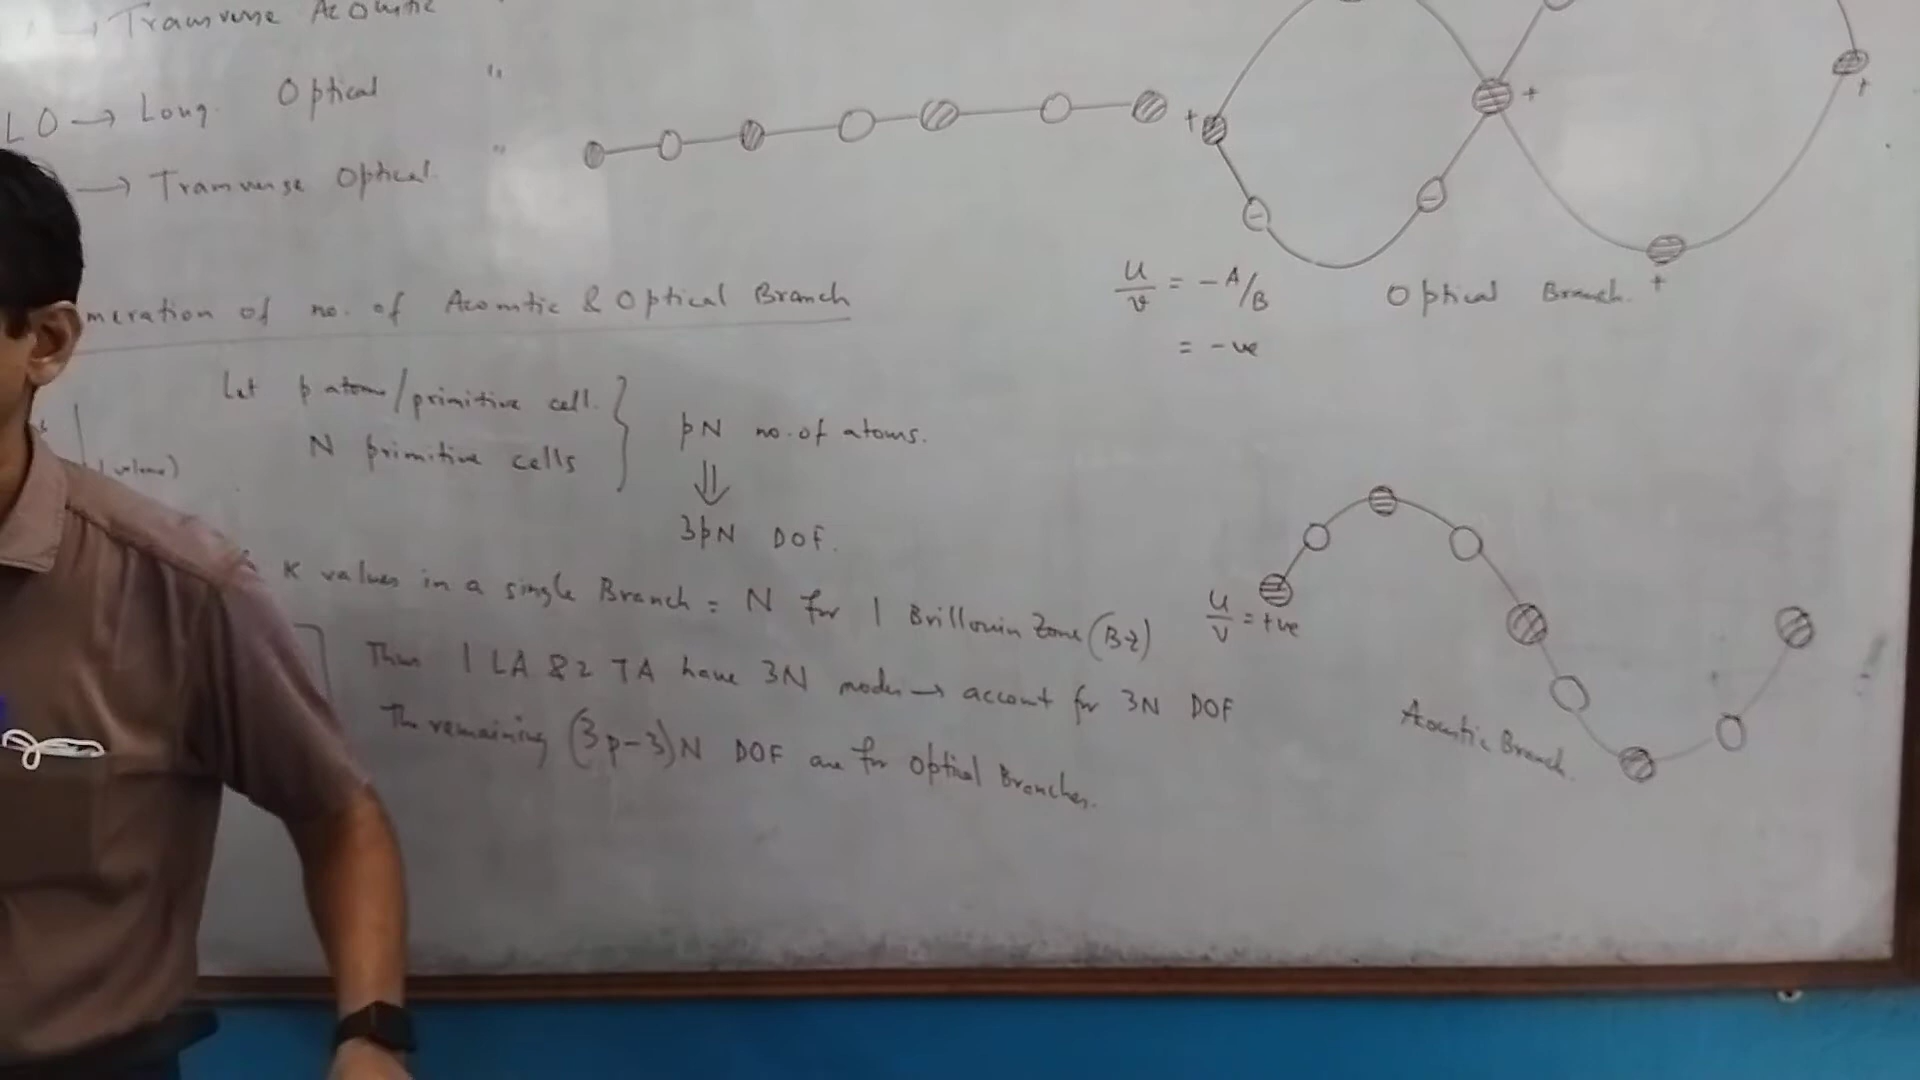 → Transverse Acoustic
LO → Long. Optical "
→ Transverse Optical "
meration of no. of Acoustic & Optical Branch
Let p atoms/primitive cell.
N primitive cells
pN no. of atoms.
⇓
3pN DOF.
K values in a single Branch = N for 1 Brillouin Zone (BZ)
Thus 1 LA & 2 TA have 3N modes → account for 3N DOF
The remaining (3p-3)N DOF are for Optical Branches.
volume)
+ + +
- -
+
u/v = -A/B
= -ve
Optical Branch.
u/v = +ve
Acoustic Branch.